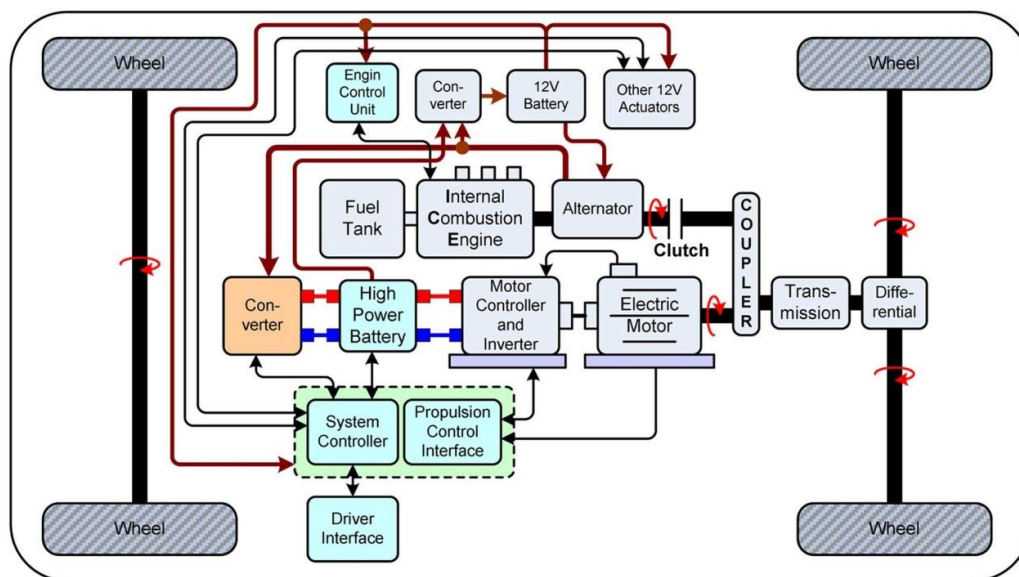 Wheel
Wheel
Engin
Control
Unit
Con-
verter
12V
Battery
Other 12V
Actuators
Fuel
Tank
Internal
Combustion
Engine
Alternator
Clutch
C
O
U
P
L
E
R
Con-
verter
High
Power
Battery
Motor
Controller
and
Inverter
Electric
Motor
Trans-
mission
Diffe-
rential
System
Controller
Propulsion
Control
Interface
Driver
Interface
Wheel
Wheel